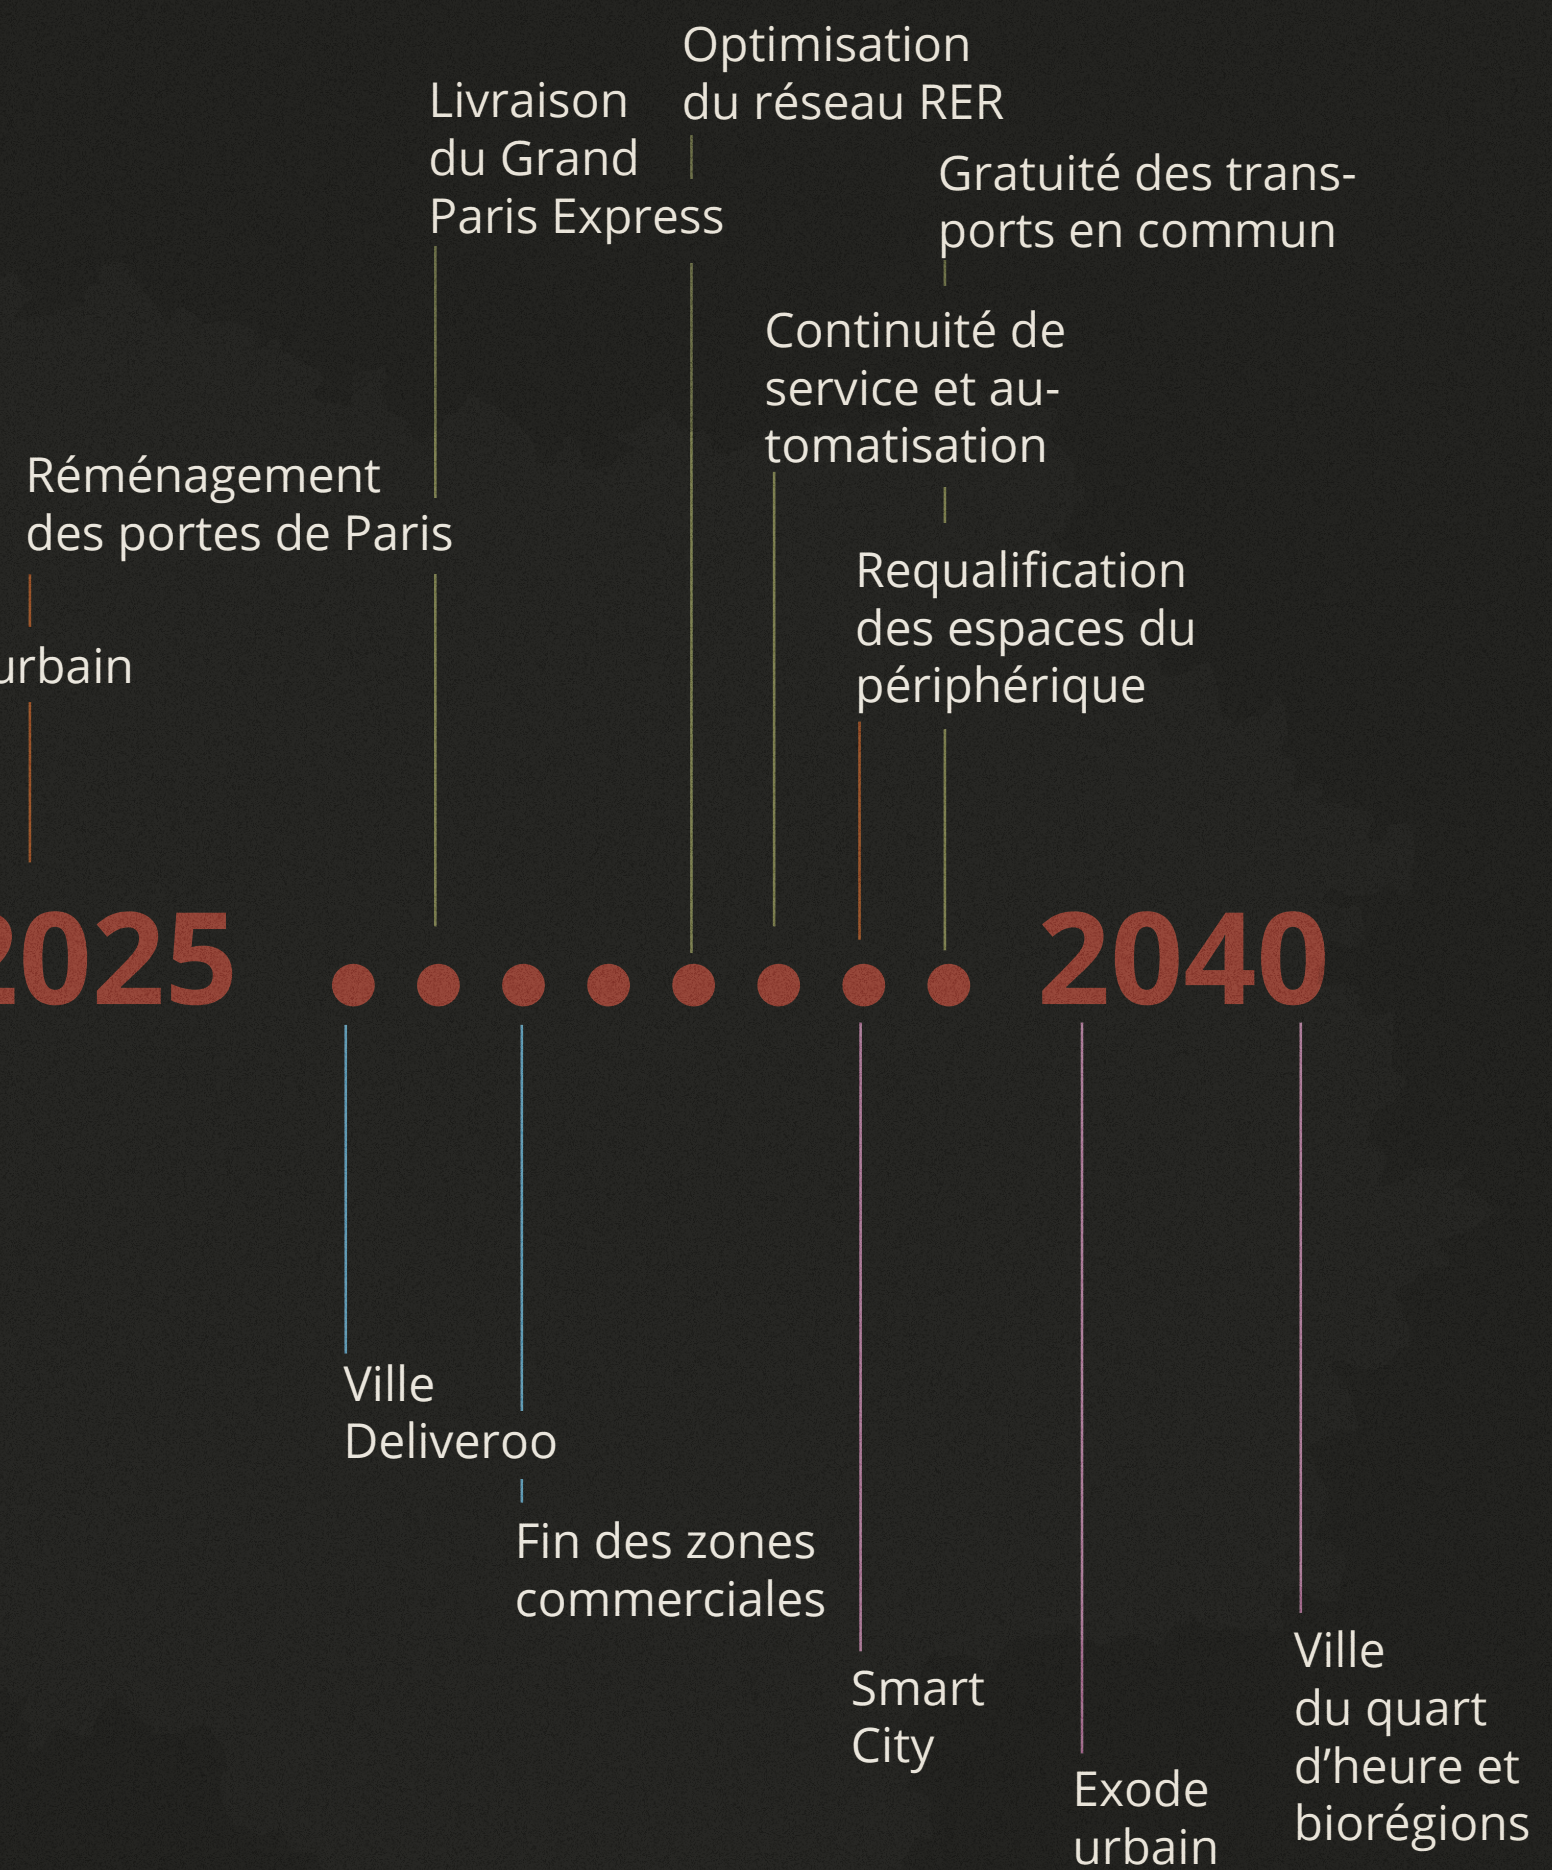 Optimisation
du réseau RER
Livraison
du Grand
Paris Express
Gratuité des trans-
ports en commun
Continuité de
service et au-
tomatisation
Réménagement
des portes de Paris
Requalification
des espaces du
périphérique
urbain
2025
2040
Ville
Deliveroo
Fin des zones
commerciales
Smart
City
Exode
urbain
Ville
du quart
d’heure et
biorégions